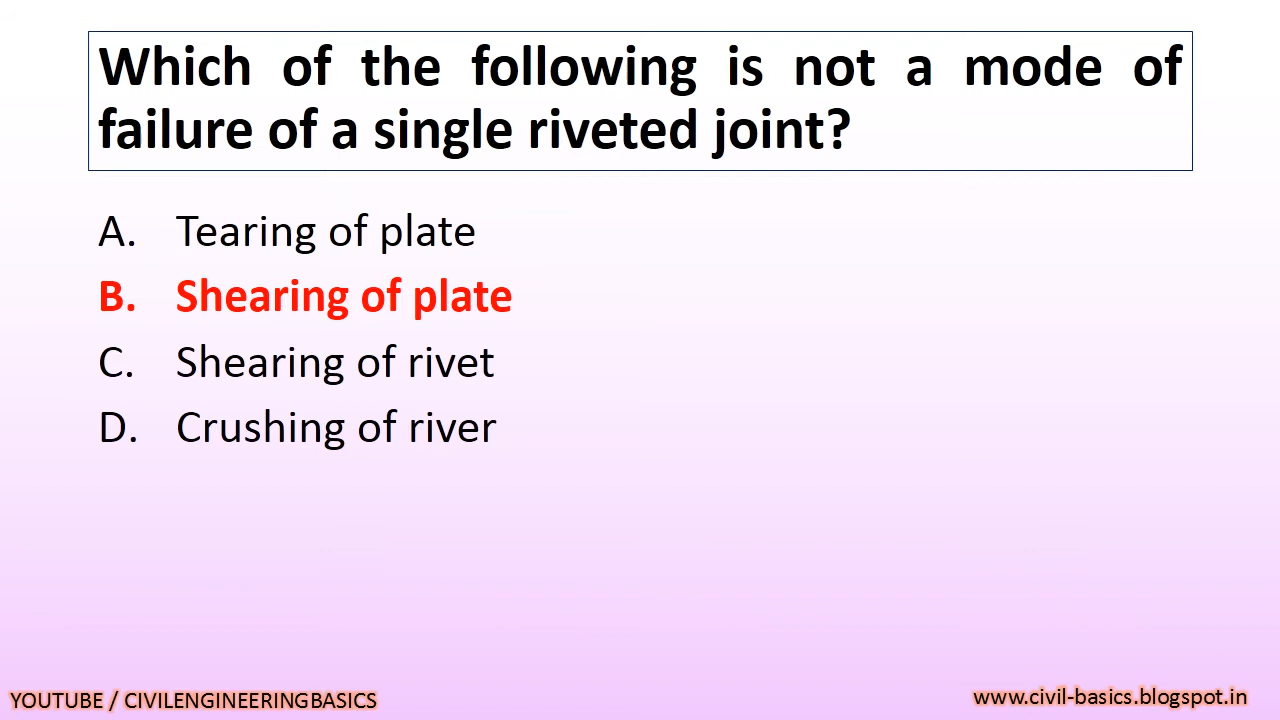 Which of the following is not a mode of
failure of a single riveted joint?
A. Tearing of plate
B. Shearing of plate
C. Shearing of rivet
D. Crushing of river
YOUTUBE / CIVILENGINEERINGBASICS
www.civil-basics.blogspot.in